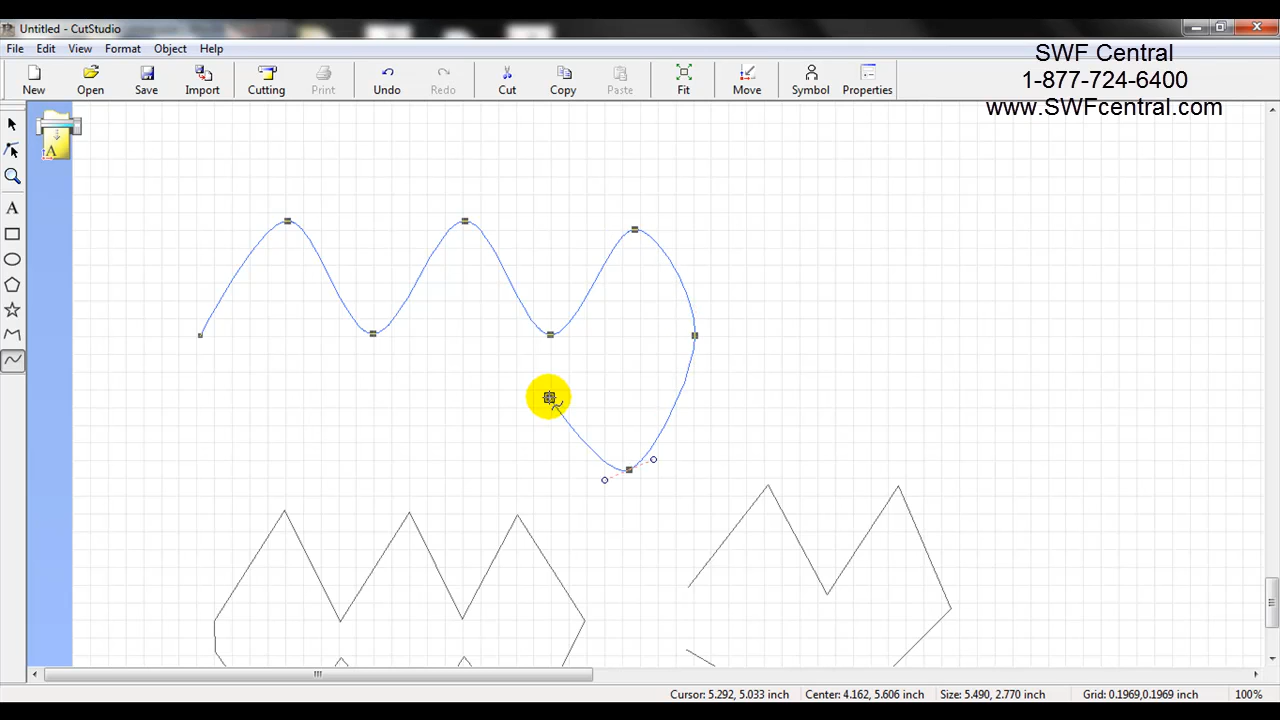 Untitled - CutStudio
File Edit View Format Object Help
SWF Central
1-877-724-6400
www.SWFcentral.com
New Open Save Import Cutting Print Undo Redo Cut Copy Paste Fit Move Symbol Properties
A
A
Cursor: 5.292, 5.033 inch Center: 4.162, 5.606 inch Size: 5.490, 2.770 inch Grid: 0.1969,0.1969 inch 100%